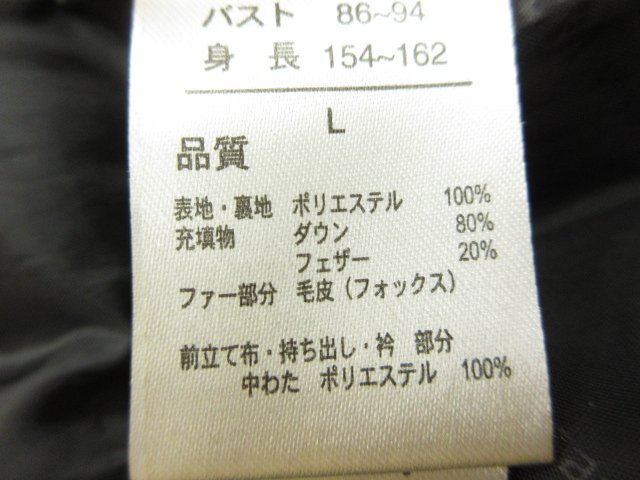 バスト 86~94
身長 154~162
L
品質
表地・裏地 ポリエステル 100%
充填物 ダウン 80%
フェザー 20%
ファー部分 毛皮(フォックス)
前立て布・持ち出し・衿 部分
中わた ポリエステル 100%